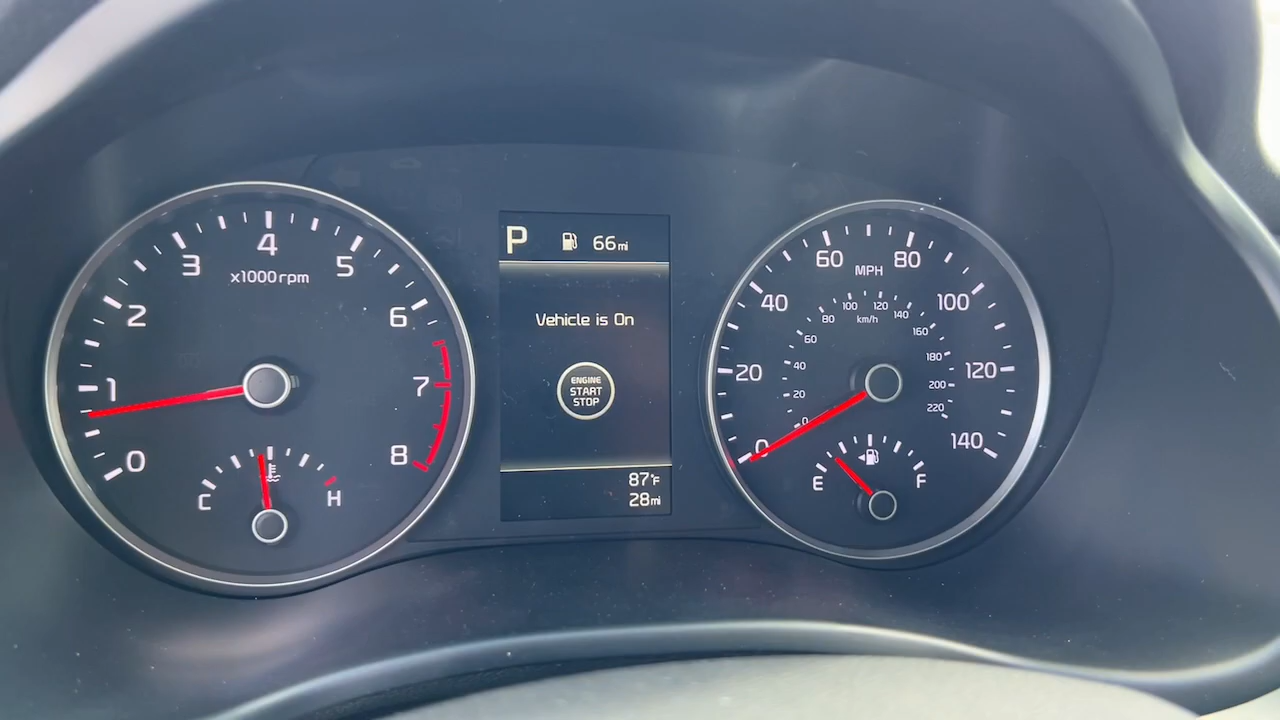 4
3 5
x1000rpm
2 6
1 7
0 8
C H
P 66mi
Vehicle is On
ENGINE
START
STOP
87°F
28mi
60 80
MPH
40 100
20 120
0 140
100 120
80 km/h 140
60 160
40 180
20 200
0 220
E F